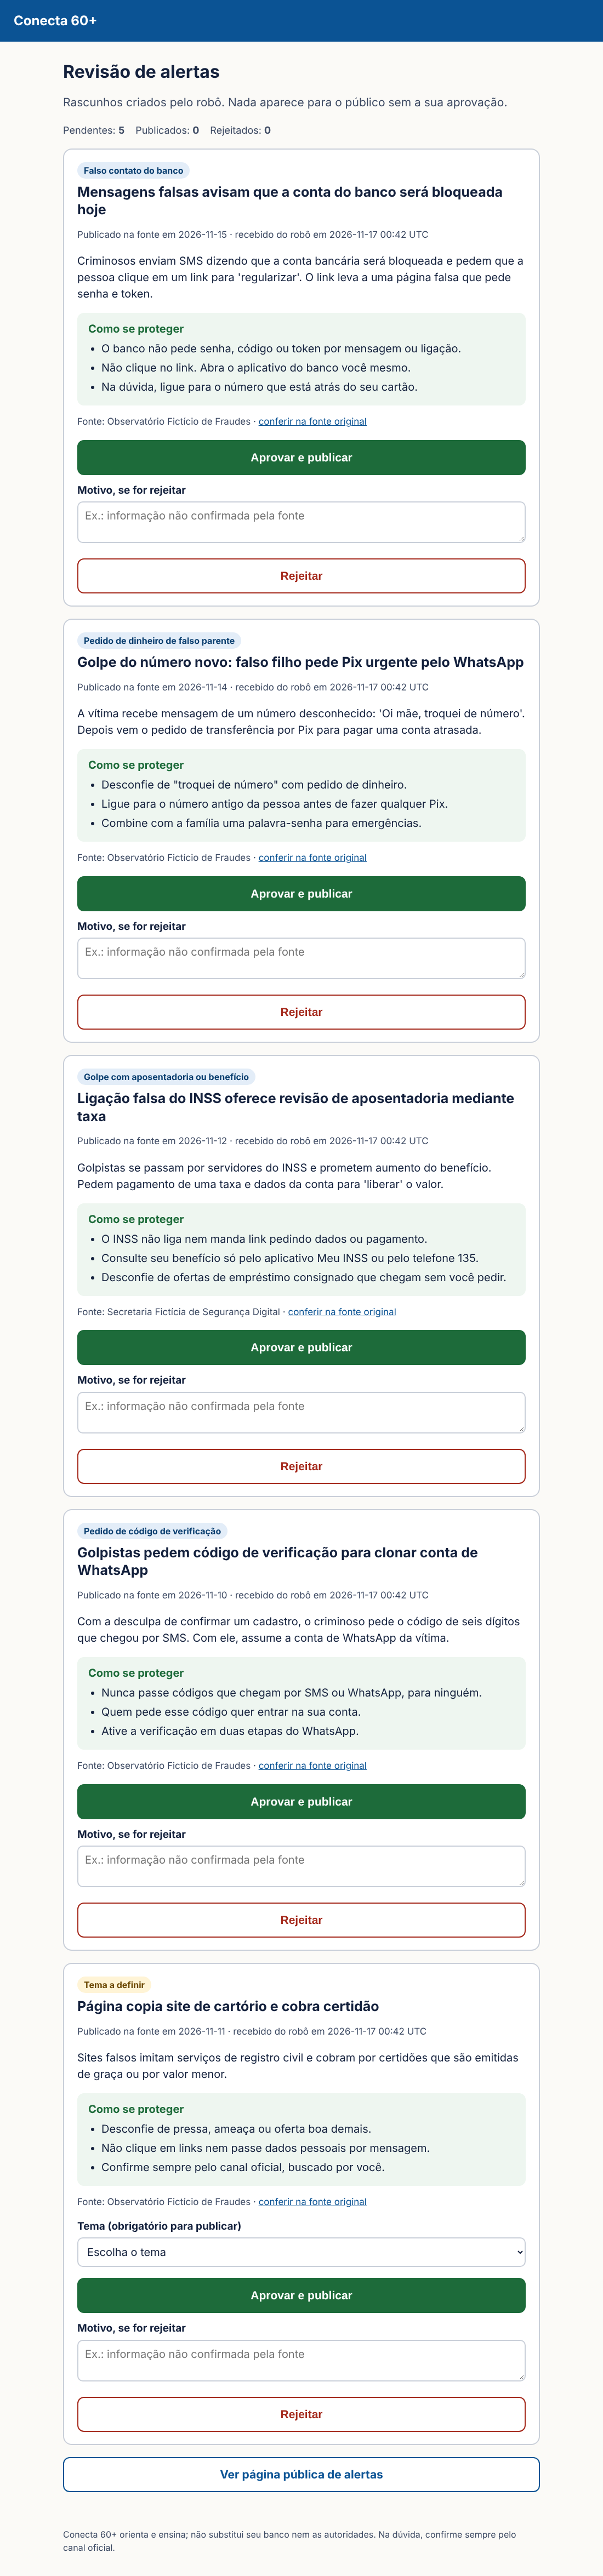 Conecta 60+
Revisão de alertas
Rascunhos criados pelo robô. Nada aparece para o público sem a sua aprovação.
Pendentes: 5 Publicados: 0 Rejeitados: 0
Falso contato do banco
Mensagens falsas avisam que a conta do banco será bloqueada
hoje
Publicado na fonte em 2026-11-15 · recebido do robô em 2026-11-17 00:42 UTC
Criminosos enviam SMS dizendo que a conta bancária será bloqueada e pedem que a
pessoa clique em um link para 'regularizar'. O link leva a uma página falsa que pede
senha e token.
Como se proteger
• O banco não pede senha, código ou token por mensagem ou ligação.
• Não clique no link. Abra o aplicativo do banco você mesmo.
• Na dúvida, ligue para o número que está atrás do seu cartão.
Fonte: Observatório Fictício de Fraudes · conferir na fonte original
Aprovar e publicar
Motivo, se for rejeitar
Ex.: informação não confirmada pela fonte
Rejeitar
Pedido de dinheiro de falso parente
Golpe do número novo: falso filho pede Pix urgente pelo WhatsApp
Publicado na fonte em 2026-11-14 · recebido do robô em 2026-11-17 00:42 UTC
A vítima recebe mensagem de um número desconhecido: 'Oi mãe, troquei de número'.
Depois vem o pedido de transferência por Pix para pagar uma conta atrasada.
Como se proteger
• Desconfie de "troquei de número" com pedido de dinheiro.
• Ligue para o número antigo da pessoa antes de fazer qualquer Pix.
• Combine com a família uma palavra-senha para emergências.
Fonte: Observatório Fictício de Fraudes · conferir na fonte original
Aprovar e publicar
Motivo, se for rejeitar
Ex.: informação não confirmada pela fonte
Rejeitar
Golpe com aposentadoria ou benefício
Ligação falsa do INSS oferece revisão de aposentadoria mediante
taxa
Publicado na fonte em 2026-11-12 · recebido do robô em 2026-11-17 00:42 UTC
Golpistas se passam por servidores do INSS e prometem aumento do benefício.
Pedem pagamento de uma taxa e dados da conta para 'liberar' o valor.
Como se proteger
• O INSS não liga nem manda link pedindo dados ou pagamento.
• Consulte seu benefício só pelo aplicativo Meu INSS ou pelo telefone 135.
• Desconfie de ofertas de empréstimo consignado que chegam sem você pedir.
Fonte: Secretaria Fictícia de Segurança Digital · conferir na fonte original
Aprovar e publicar
Motivo, se for rejeitar
Ex.: informação não confirmada pela fonte
Rejeitar
Pedido de código de verificação
Golpistas pedem código de verificação para clonar conta de
WhatsApp
Publicado na fonte em 2026-11-10 · recebido do robô em 2026-11-17 00:42 UTC
Com a desculpa de confirmar um cadastro, o criminoso pede o código de seis dígitos
que chegou por SMS. Com ele, assume a conta de WhatsApp da vítima.
Como se proteger
• Nunca passe códigos que chegam por SMS ou WhatsApp, para ninguém.
• Quem pede esse código quer entrar na sua conta.
• Ative a verificação em duas etapas do WhatsApp.
Fonte: Observatório Fictício de Fraudes · conferir na fonte original
Aprovar e publicar
Motivo, se for rejeitar
Ex.: informação não confirmada pela fonte
Rejeitar
Tema a definir
Página copia site de cartório e cobra certidão
Publicado na fonte em 2026-11-11 · recebido do robô em 2026-11-17 00:42 UTC
Sites falsos imitam serviços de registro civil e cobram por certidões que são emitidas
de graça ou por valor menor.
Como se proteger
• Desconfie de pressa, ameaça ou oferta boa demais.
• Não clique em links nem passe dados pessoais por mensagem.
• Confirme sempre pelo canal oficial, buscado por você.
Fonte: Observatório Fictício de Fraudes · conferir na fonte original
Tema (obrigatório para publicar)
Escolha o tema
Aprovar e publicar
Motivo, se for rejeitar
Ex.: informação não confirmada pela fonte
Rejeitar
Ver página pública de alertas
Conecta 60+ orienta e ensina; não substitui seu banco nem as autoridades. Na dúvida, confirme sempre pelo
canal oficial.